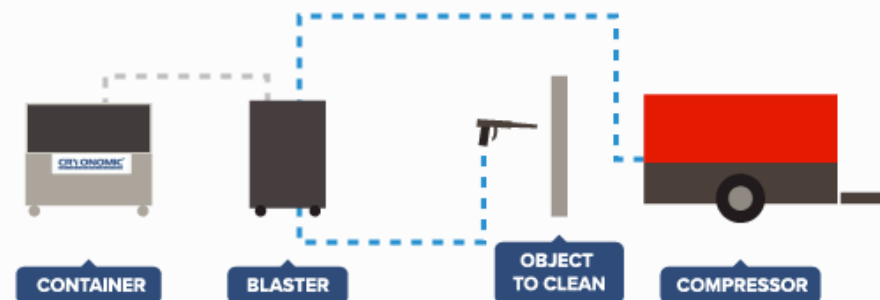 CRYONOMIC
CONTAINER
BLASTER
OBJECT
TO CLEAN
COMPRESSOR